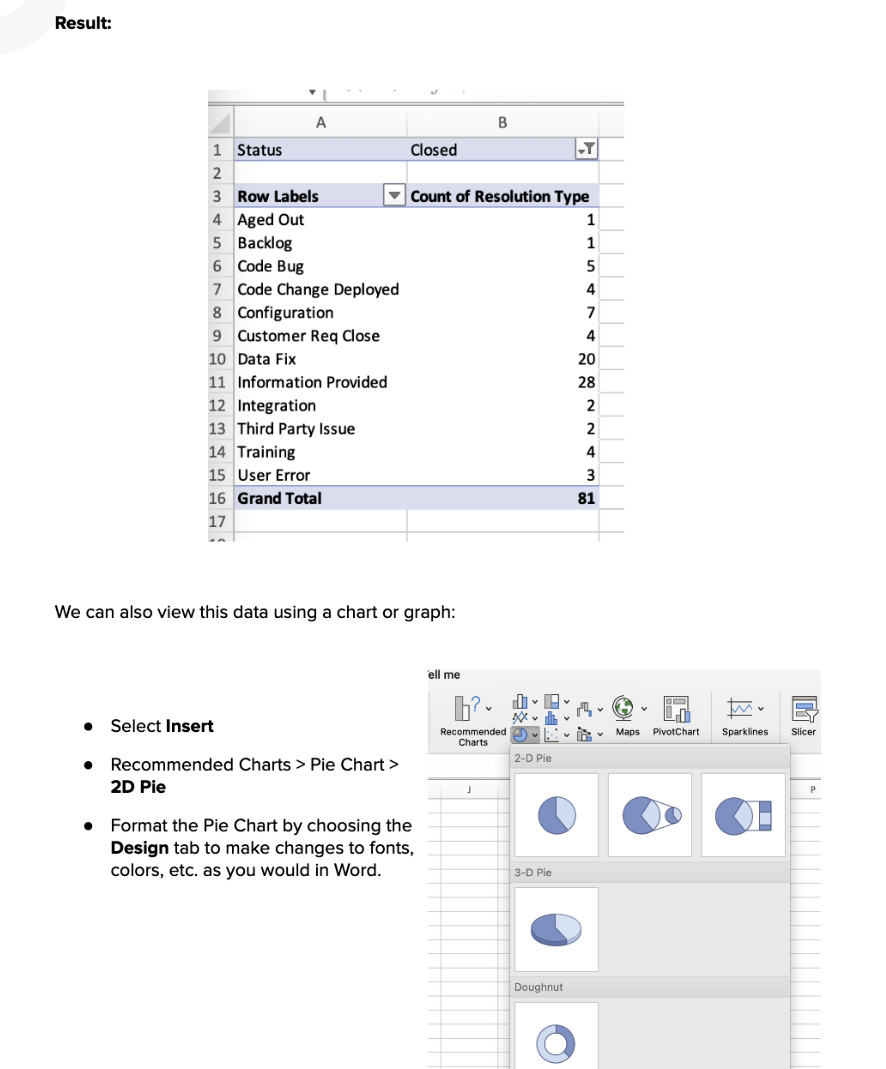 Result:
A B
1 Status Closed
2
3 Row Labels Count of Resolution Type
4 Aged Out 1
5 Backlog 1
6 Code Bug 5
7 Code Change Deployed 4
8 Configuration 7
9 Customer Req Close 4
10 Data Fix 20
11 Information Provided 28
12 Integration 2
13 Third Party Issue 2
14 Training 4
15 User Error 3
16 Grand Total 81
17
We can also view this data using a chart or graph:
● Select Insert
● Recommended Charts > Pie Chart >
2D Pie
● Format the Pie Chart by choosing the
Design tab to make changes to fonts,
colors, etc. as you would in Word.
ell me
Recommended
Charts
Maps PivotChart Sparklines Slicer
2-D Pie
J P
3-D Pie
Doughnut